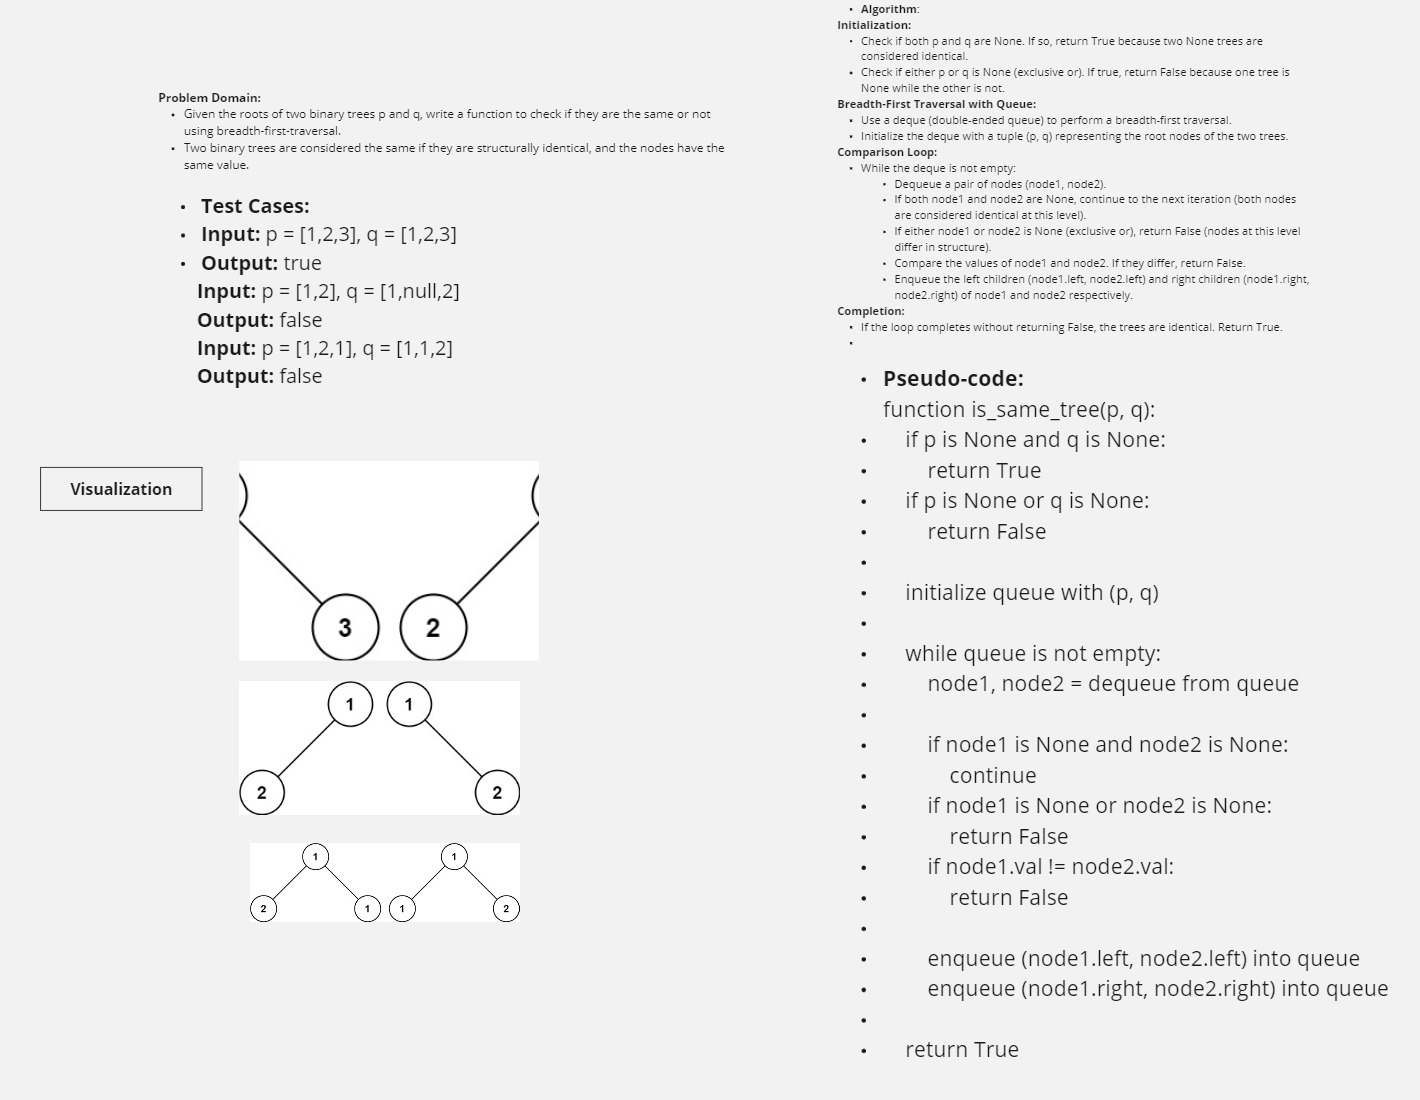 Problem Domain:
• Given the roots of two binary trees p and q, write a function to check if they are the same or not
using breadth-first-traversal.
• Two binary trees are considered the same if they are structurally identical, and the nodes have the
same value.
• Test Cases:
• Input: p = [1,2,3], q = [1,2,3]
• Output: true
Input: p = [1,2], q = [1,null,2]
Output: false
Input: p = [1,2,1], q = [1,1,2]
Output: false
Visualization
3 2
1 1
2 2
1 1
2 1 1 2
• Algorithm:
Initialization:
• Check if both p and q are None. If so, return True because two None trees are
considered identical.
• Check if either p or q is None (exclusive or). If true, return False because one tree is
None while the other is not.
Breadth-First Traversal with Queue:
• Use a deque (double-ended queue) to perform a breadth-first traversal.
• Initialize the deque with a tuple (p, q) representing the root nodes of the two trees.
Comparison Loop:
• While the deque is not empty:
• Dequeue a pair of nodes (node1, node2).
• If both node1 and node2 are None, continue to the next iteration (both nodes
are considered identical at this level).
• If either node1 or node2 is None (exclusive or), return False (nodes at this level
differ in structure).
• Compare the values of node1 and node2. If they differ, return False.
• Enqueue the left children (node1.left, node2.left) and right children (node1.right,
node2.right) of node1 and node2 respectively.
Completion:
• If the loop completes without returning False, the trees are identical. Return True.
•
• Pseudo-code:
function is_same_tree(p, q):
• if p is None and q is None:
• return True
• if p is None or q is None:
• return False
•
• initialize queue with (p, q)
•
• while queue is not empty:
• node1, node2 = dequeue from queue
•
• if node1 is None and node2 is None:
• continue
• if node1 is None or node2 is None:
• return False
• if node1.val != node2.val:
• return False
•
• enqueue (node1.left, node2.left) into queue
• enqueue (node1.right, node2.right) into queue
•
• return True